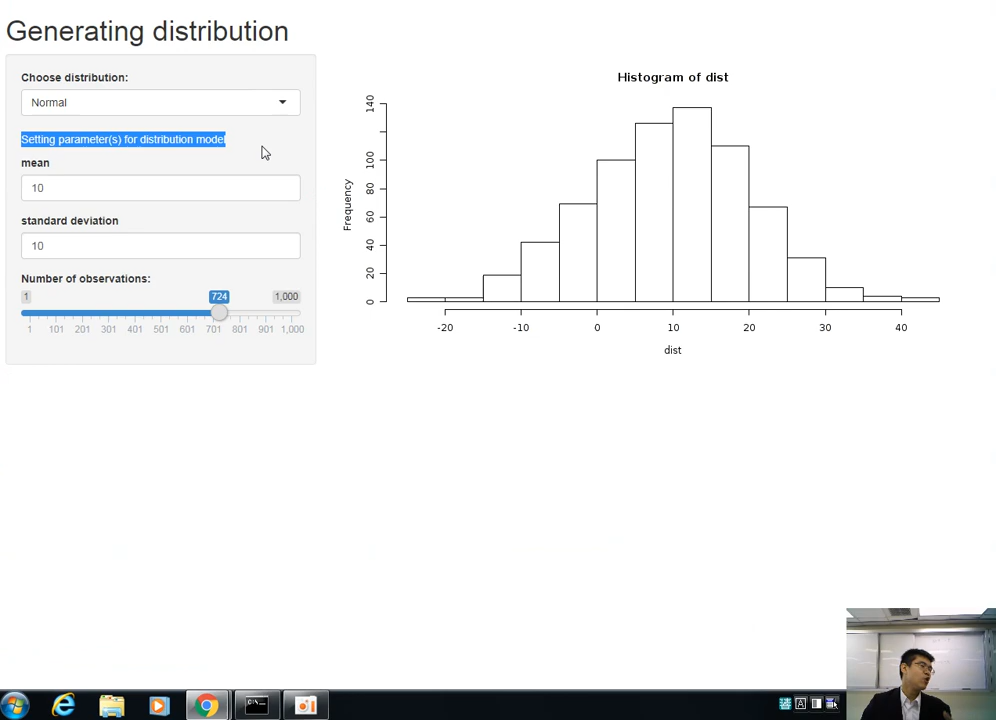 Generating distribution
Choose distribution:
Normal
Setting parameter(s) for distribution model
mean
10
standard deviation
10
Number of observations:
1 724 1,000
1 101 201 301 401 501 601 701 801 901 1,000
Histogram of dist
Frequency
0 20 40 60 80 100 140
-20 -10 0 10 20 30 40
dist
C:\...
A